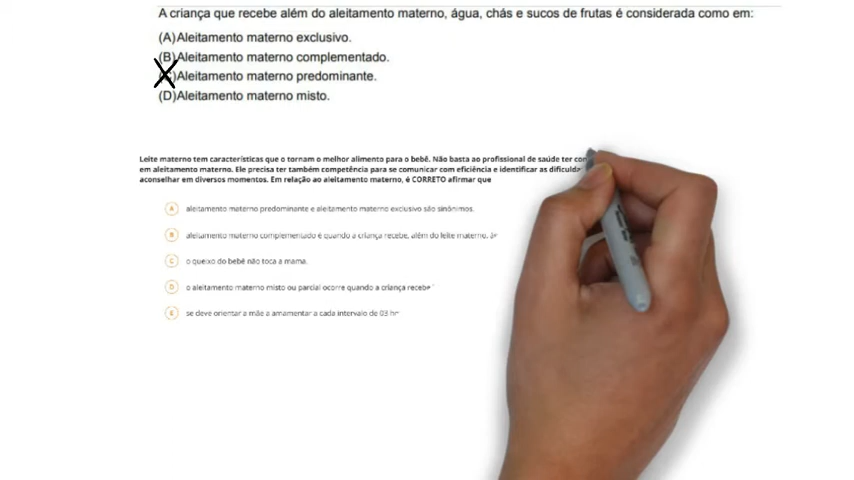 A criança que recebe além do aleitamento materno, água, chás e sucos de frutas é considerada como em:
(A)Aleitamento materno exclusivo.
(B)Aleitamento materno complementado.
(C)Aleitamento materno predominante.
(D)Aleitamento materno misto.
Leite materno tem características que o tornam o melhor alimento para o bebê. Não basta ao profissional de saúde ter
em aleitamento materno. Ele precisa ter também competência para se comunicar com eficiência e identificar as
aconselhar em diversos momentos. Em relação ao aleitamento materno, é CORRETO afirmar que
A aleitamento materno predominante e aleitamento materno exclusivo são sinônimos.
B aleitamento materno complementado é quando a criança recebe, além do leite materno,
C o queixo do bebê não toca a mama.
D o aleitamento materno misto ou parcial ocorre quando a criança recebe
E se deve orientar a mãe a amamentar a cada intervalo de 03